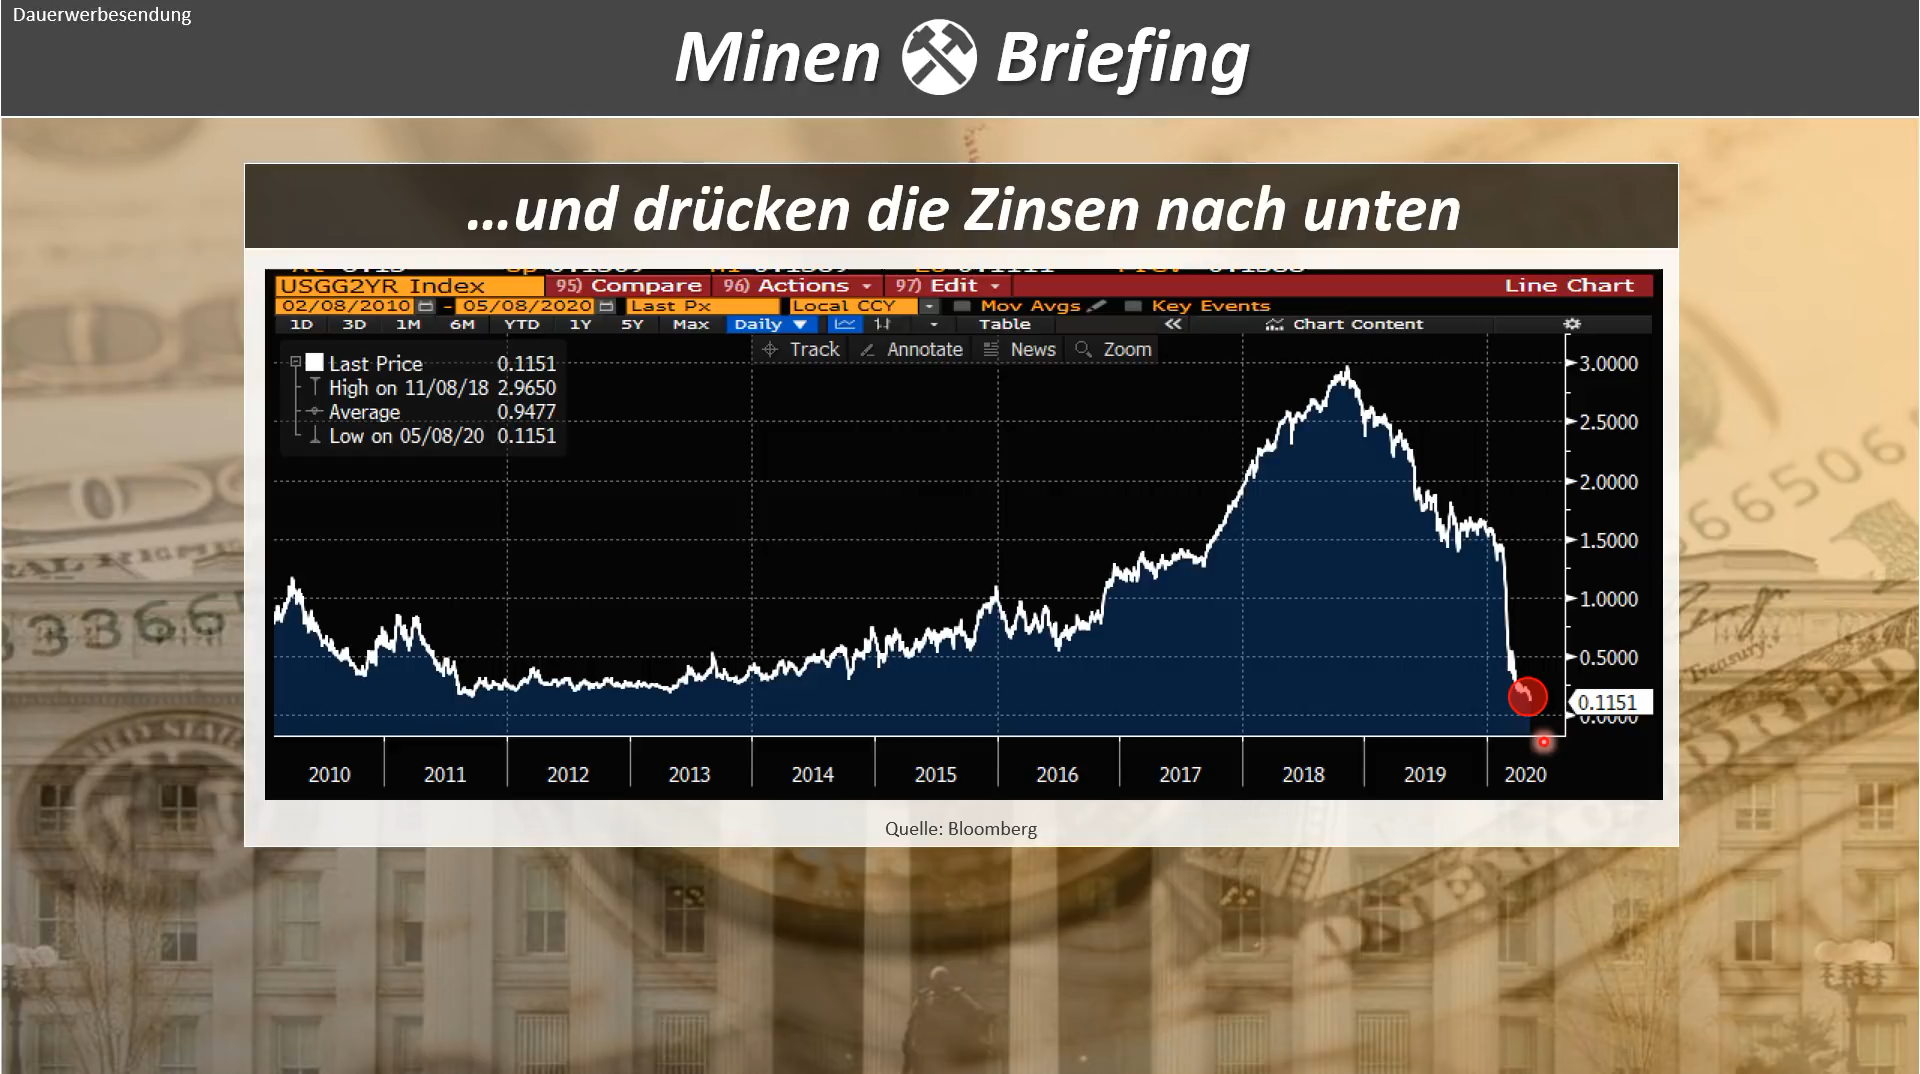 Dauerwerbesendung
Minen Briefing
...und drücken die Zinsen nach unten
USGG2YR Index 95) Compare 96) Actions 97) Edit Line Chart
02/08/2010 - 05/08/2020 Last Px Local CCY Mov Avgs Key Events
1D 3D 1M 6M YTD 1Y 5Y Max Daily Table « Chart Content
Track Annotate News Zoom
Last Price 0.1151
High on 11/08/18 2.9650
Average 0.9477
Low on 05/08/20 0.1151
3.0000
2.5000
2.0000
1.5000
1.0000
0.5000
0.1151
0.0000
2010 2011 2012 2013 2014 2015 2016 2017 2018 2019 2020
Quelle: Bloomberg